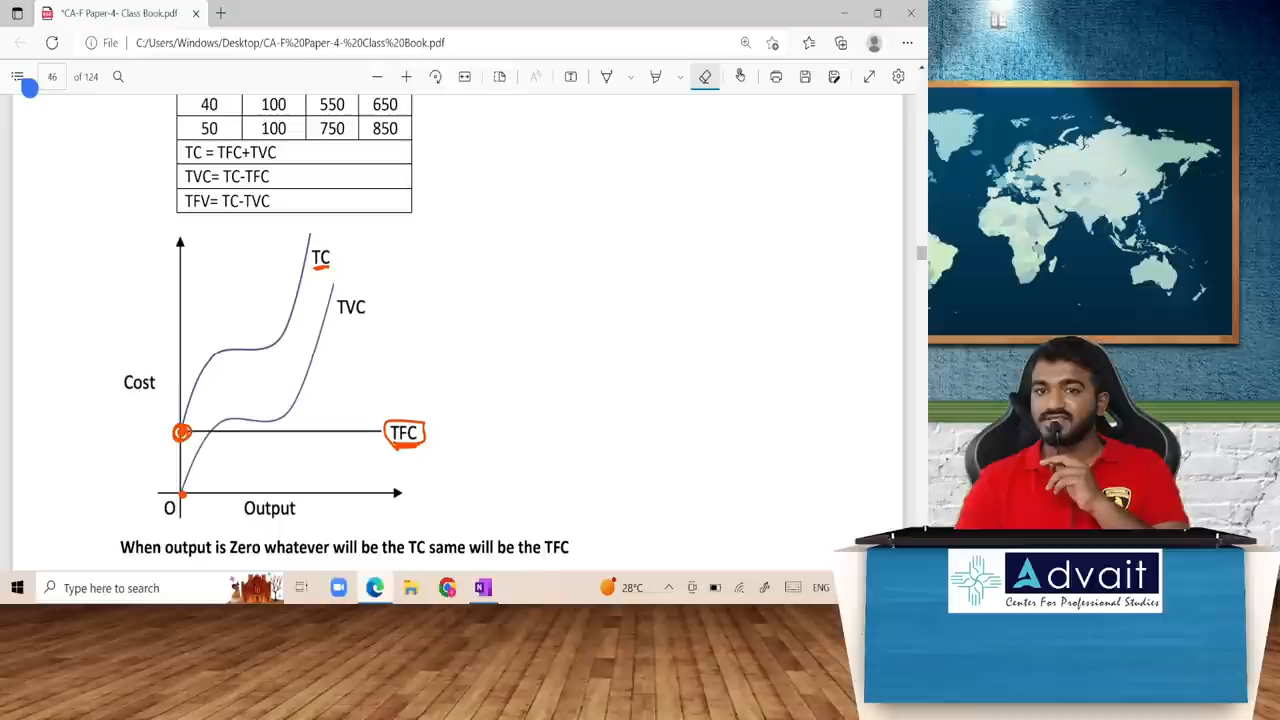 *CA-F Paper-4- Class Book.pdf
File
C:/Users/Windows/Desktop/CA-F%20Paper-4-%20Class%20Book.pdf
46 of 124
40 100 550 650
50 100 750 850
TC = TFC+TVC
TVC= TC-TFC
TFV= TC-TVC
TC
TVC
Cost
TFC
O
Output
When output is Zero whatever will be the TC same will be the TFC
Type here to search
28°C
ENG
Advait
Center For Professional Studies